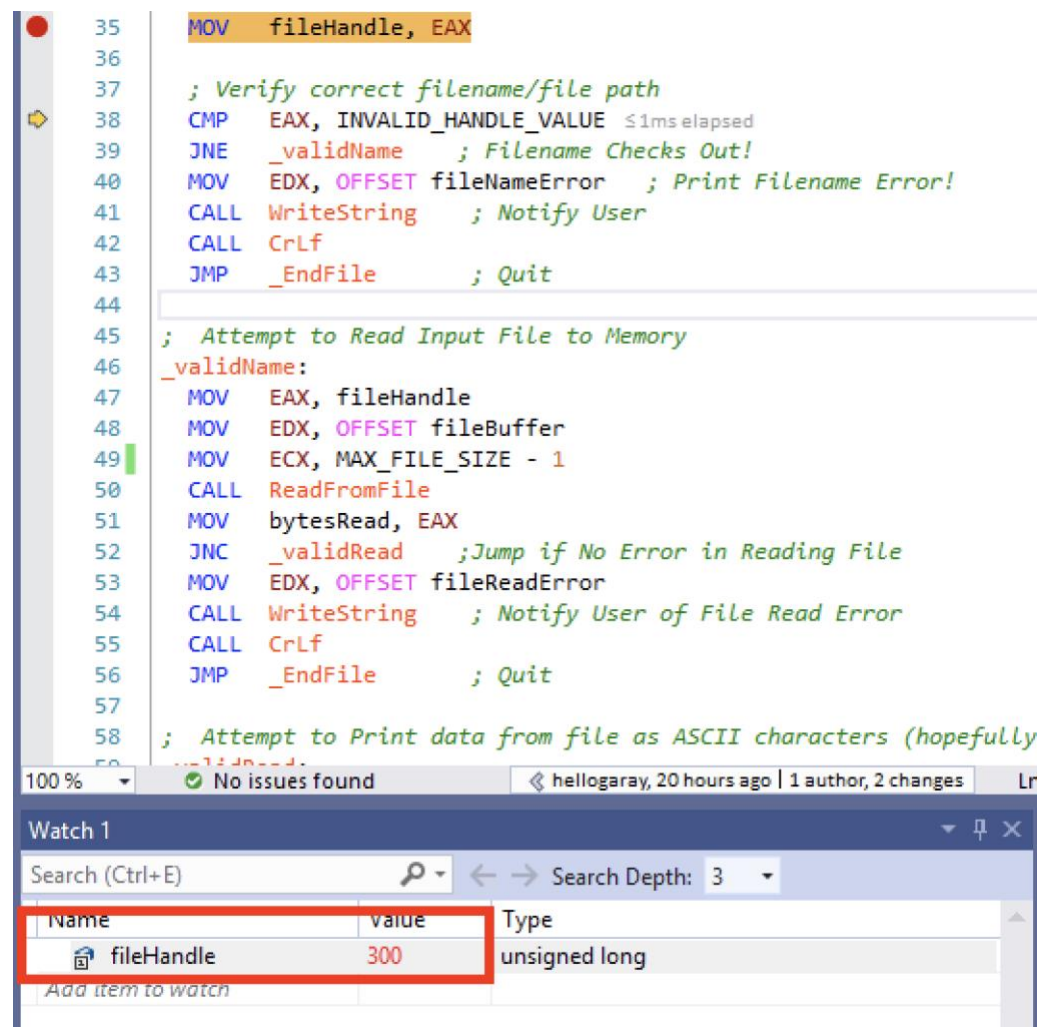 35 MOV fileHandle, EAX
36
37 ; Verify correct filename/file path
38 CMP EAX, INVALID_HANDLE_VALUE ≤1ms elapsed
39 JNE _validName ; Filename Checks Out!
40 MOV EDX, OFFSET fileNameError ; Print Filename Error!
41 CALL WriteString ; Notify User
42 CALL CrLf
43 JMP _EndFile ; Quit
44
45 ; Attempt to Read Input File to Memory
46 _validName:
47 MOV EAX, fileHandle
48 MOV EDX, OFFSET fileBuffer
49 MOV ECX, MAX_FILE_SIZE - 1
50 CALL ReadFromFile
51 MOV bytesRead, EAX
52 JNC _validRead ;Jump if No Error in Reading File
53 MOV EDX, OFFSET fileReadError
54 CALL WriteString ; Notify User of File Read Error
55 CALL CrLf
56 JMP _EndFile ; Quit
57
58 ; Attempt to Print data from file as ASCII characters (hopefully
100 % No issues found hellogaray, 20 hours ago | 1 author, 2 changes Lr
Watch 1
Search (Ctrl+E) Search Depth: 3
Name Value Type
fileHandle 300 unsigned long
Add item to watch